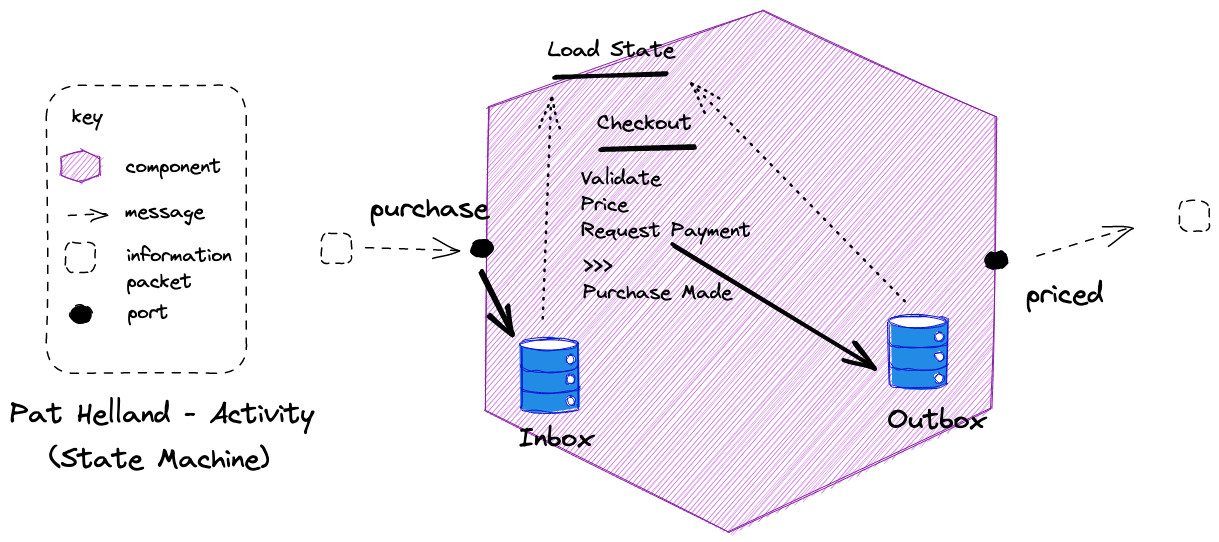 key
component
message
information
packet
port
Pat Helland - Activity
(State Machine)
purchase
Load State
Checkout
Validate
Price
Request Payment
>>>
Purchase Made
Inbox
Outbox
priced